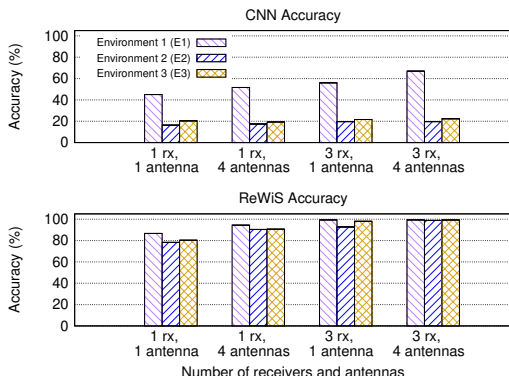 CNN Accuracy
Accuracy (%)
100
80
60
40
20
0
Environment 1 (E1)
Environment 2 (E2)
Environment 3 (E3)
1 rx,
1 antenna
1 rx,
4 antennas
3 rx,
1 antenna
3 rx,
4 antennas
ReWiS Accuracy
Accuracy (%)
100
80
60
40
20
0
1 rx,
1 antenna
1 rx,
4 antennas
3 rx,
1 antenna
3 rx,
4 antennas
Number of receivers and antennas